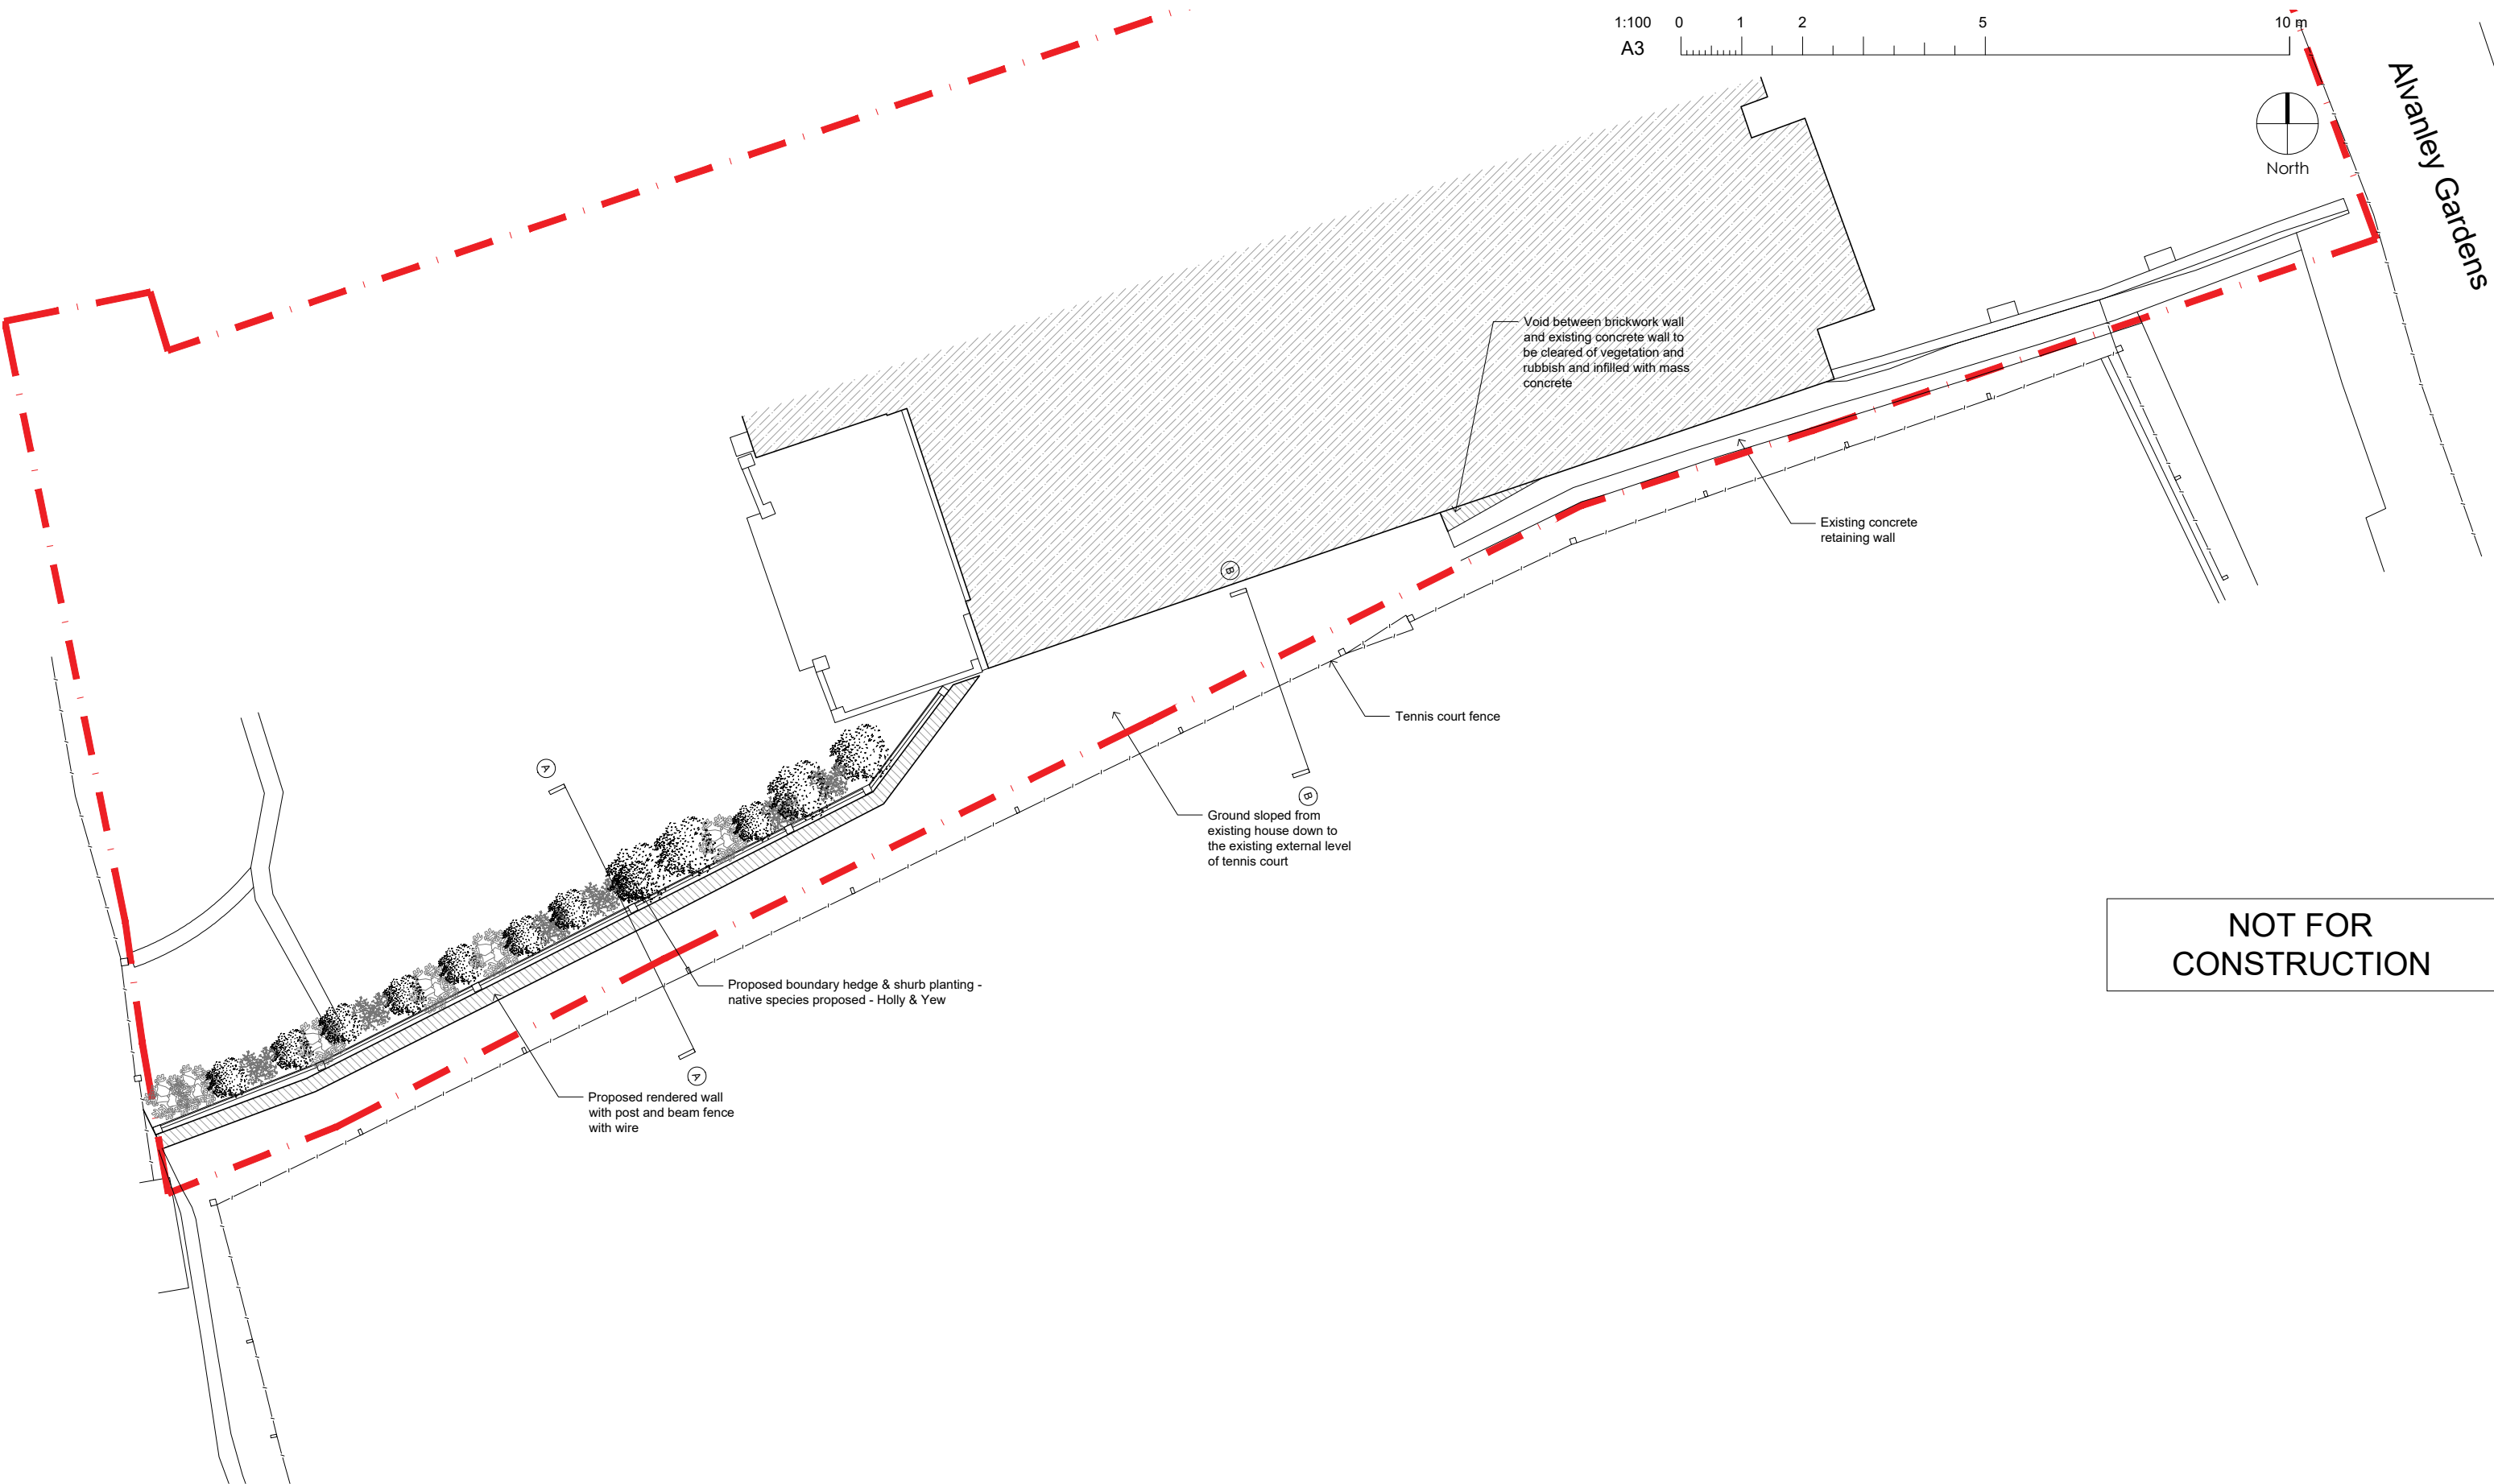 1:100 0 1 2 5 10 m
A3
Alvanley Gardens
North
Void between brickwork wall
and existing concrete wall to
be cleared of vegetation and
rubbish and infilled with mass
concrete
Existing concrete
retaining wall
B
Tennis court fence
A
B
Ground sloped from
existing house down to
the existing external level
of tennis court
NOT FOR
CONSTRUCTION
Proposed boundary hedge & shurb planting -
native species proposed - Holly & Yew
A
Proposed rendered wall
with post and beam fence
with wire